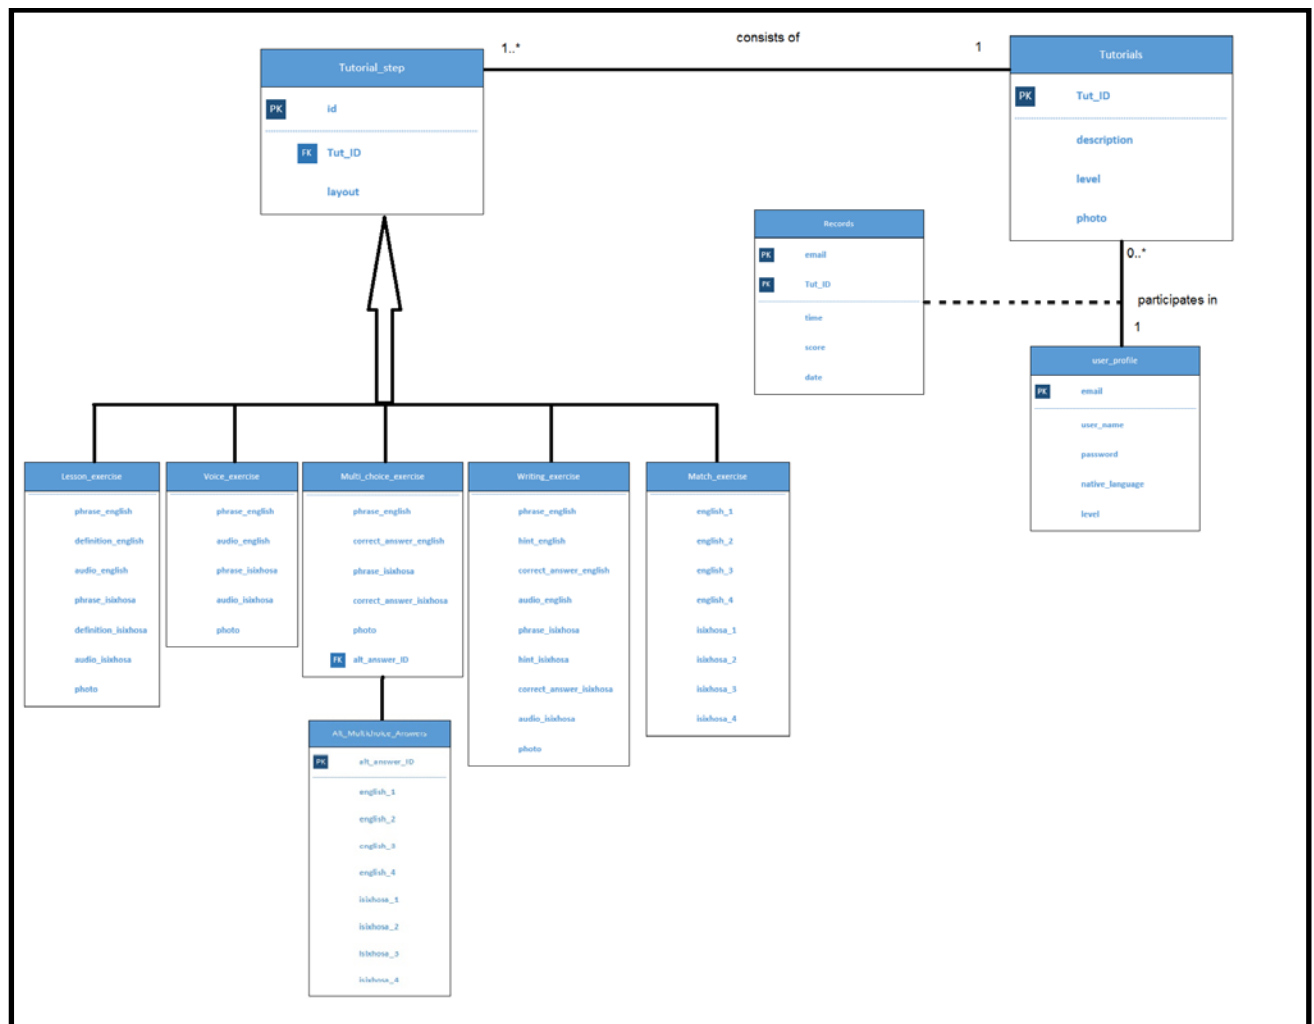 consists of
1..*
1
Tutorial_step
PK id
FK Tut_ID
layout
Tutorials
PK Tut_ID
description
level
photo
Records
PK email
PK Tut_ID
time
score
date
0..*
participates in
1
user_profile
PK email
user_name
password
native_language
level
Lesson_exercise
phrase_english
definition_english
audio_english
phrase_isixhosa
definition_isixhosa
audio_isixhosa
photo
Voice_exercise
phrase_english
audio_english
phrase_isixhosa
audio_isixhosa
photo
Multi_choice_exercise
phrase_english
correct_answer_english
phrase_isixhosa
correct_answer_isixhosa
photo
FK alt_answer_ID
Writing_exercise
phrase_english
hint_english
correct_answer_english
audio_english
phrase_isixhosa
hint_isixhosa
correct_answer_isixhosa
audio_isixhosa
photo
Match_exercise
english_1
english_2
english_3
english_4
isixhosa_1
isixhosa_2
isixhosa_3
isixhosa_4
Alt_Multichoice_Answers
PK alt_answer_ID
english_1
english_2
english_3
english_4
isixhosa_1
isixhosa_2
isixhosa_3
isixhosa_4